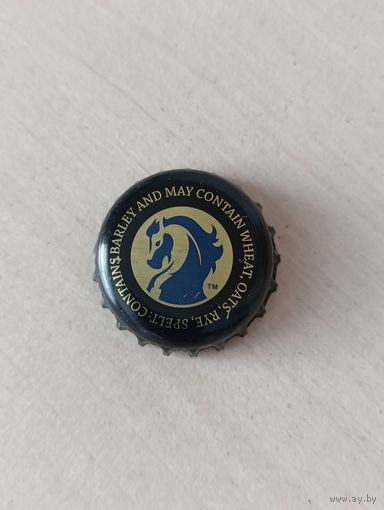 CONTAINS BARLEY AND MAY CONTAIN WHEAT, OATS, RYE, SPELT:
TM
www.ay.by